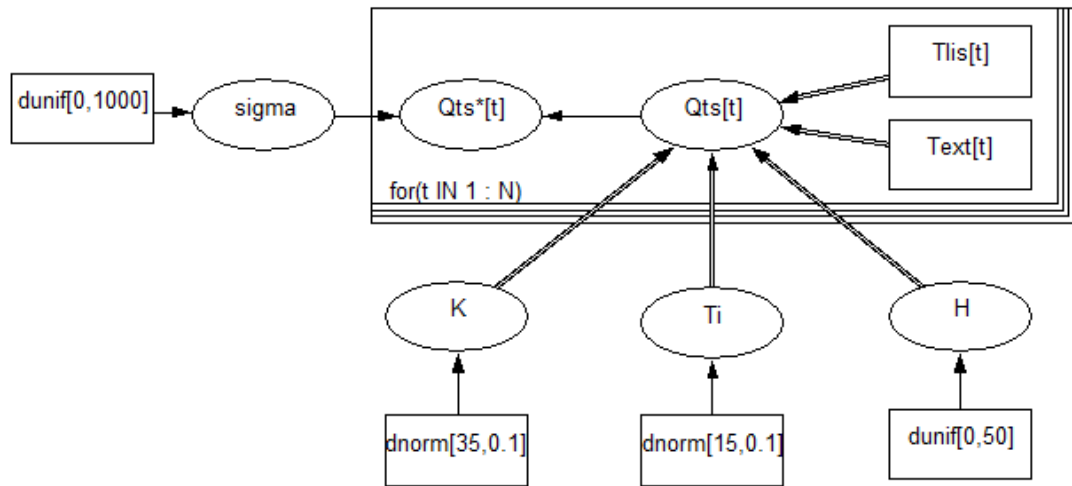 Tlis[t]
dunif[0,1000]
sigma
Qts*[t]
Qts[t]
Text[t]
for(t IN 1 : N)
K
Ti
H
dnorm[35,0.1]
dnorm[15,0.1]
dunif[0,50]